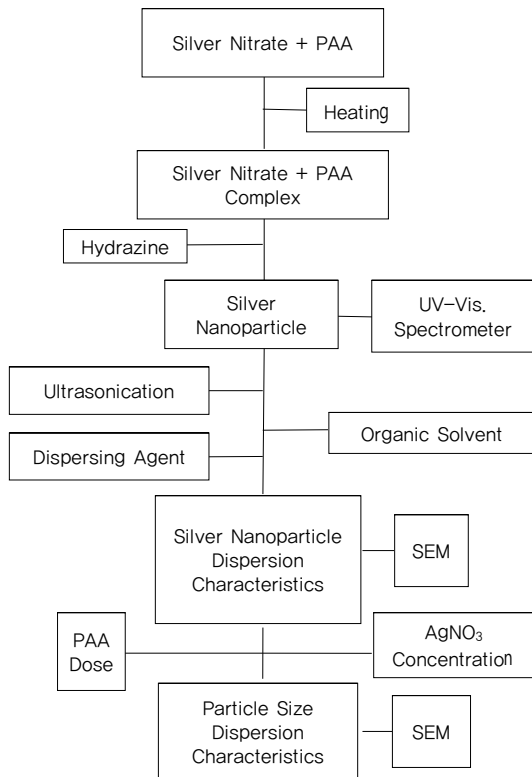 Silver Nitrate + PAA
Heating
Silver Nitrate + PAA
Complex
Hydrazine
Silver
Nanoparticle
UV-Vis.
Spectrometer
Ultrasonication
Organic Solvent
Dispersing Agent
Silver Nanoparticle
Dispersion
Characteristics
SEM
PAA
Dose
AgNO₃
Concentration
Particle Size
Dispersion
Characteristics
SEM